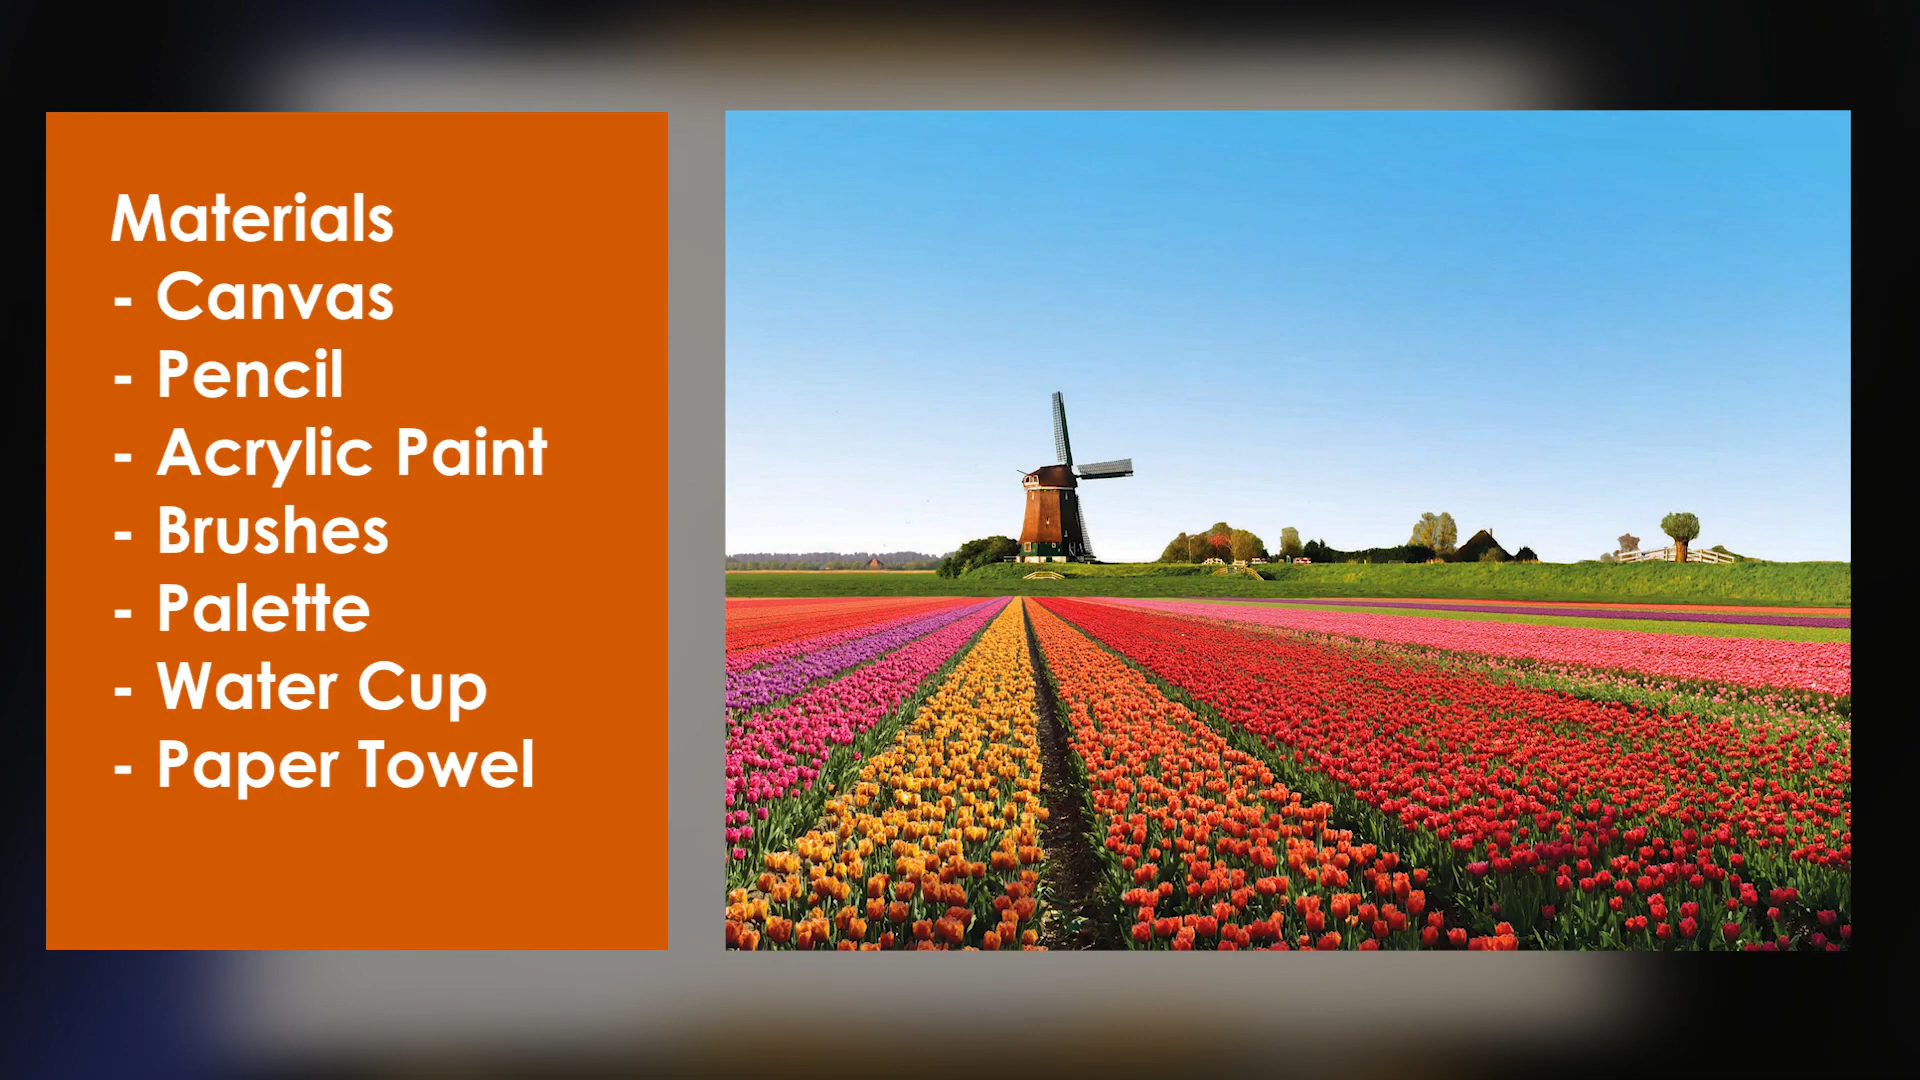 Materials
- Canvas
- Pencil
- Acrylic Paint
- Brushes
- Palette
- Water Cup
- Paper Towel